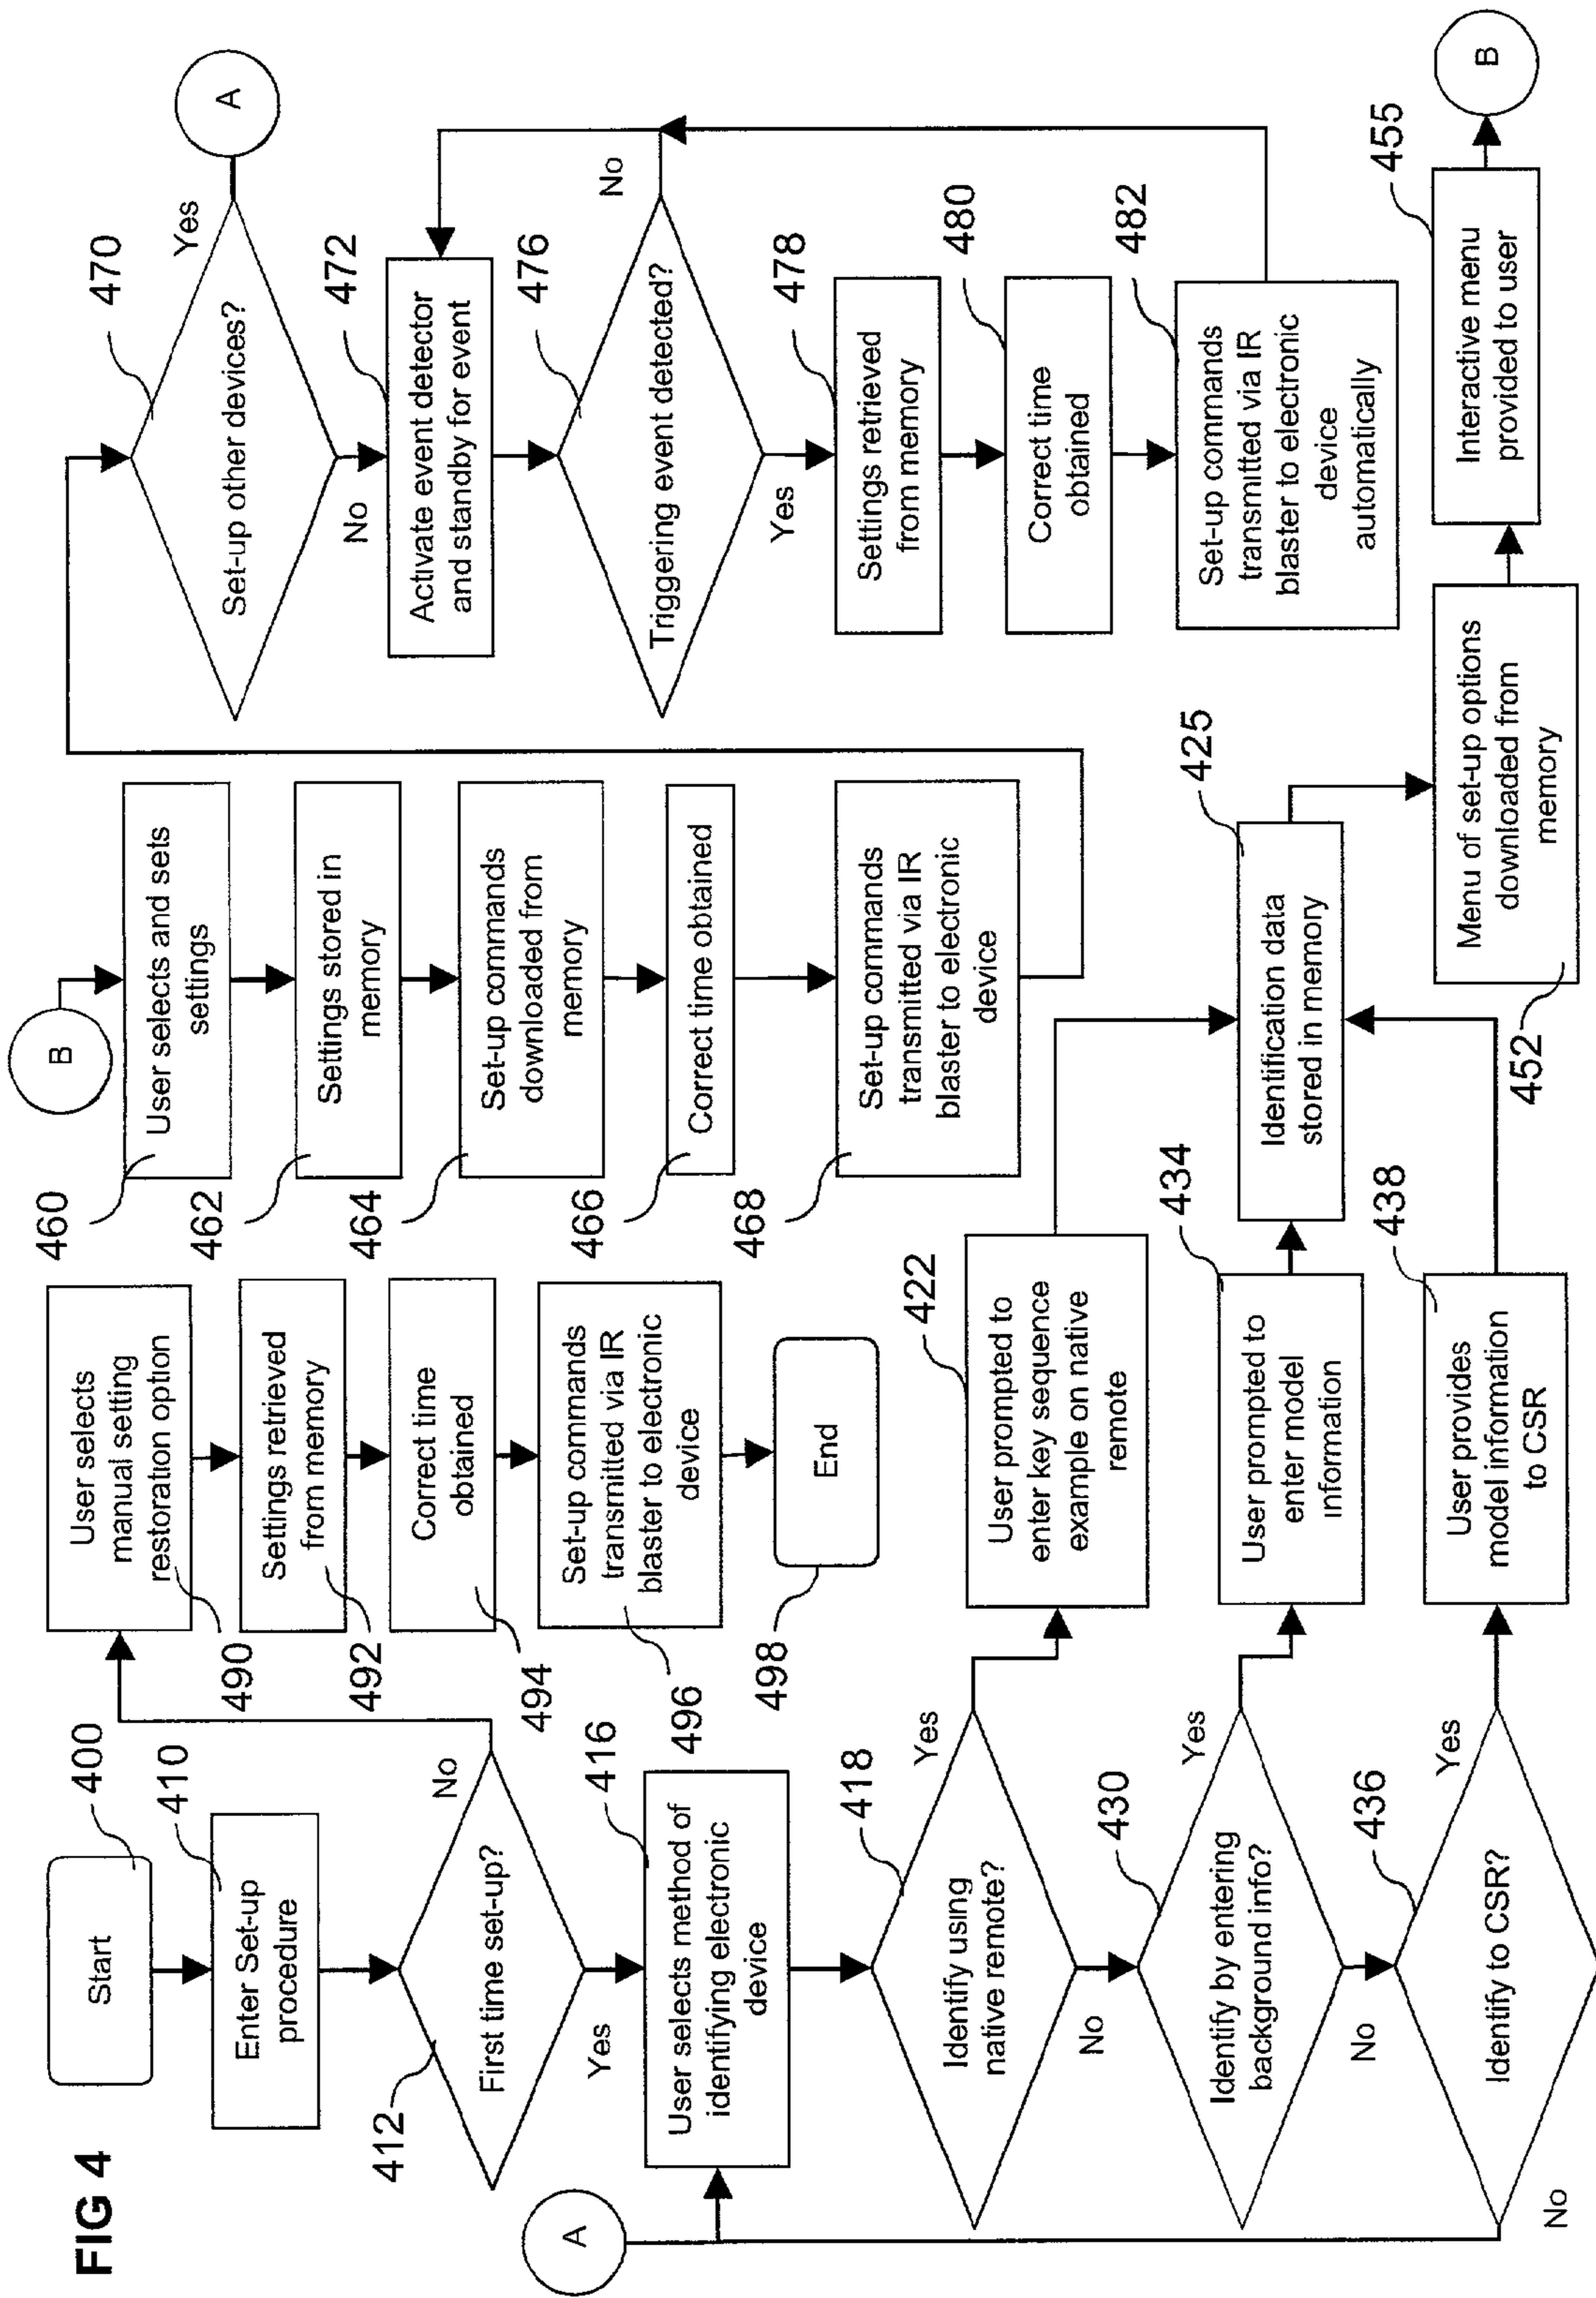 FIG 4
Start
400
Enter Set-up
procedure
410
First time set-up?
412
No
Yes
User selects method of
identifying electronic
device
416
A
Identify using
native remote?
418
Yes
No
Identify by entering
background info?
430
Yes
No
Identify to CSR?
436
Yes
No
User selects
manual setting
restoration option
490
Settings retrieved
from memory
492
Correct time
obtained
494
Set-up commands
transmitted via IR
blaster to electronic
device
496
End
498
User prompted to
enter key sequence
example on native
remote
422
User prompted to
enter model
information
434
User provides
model information
to CSR
438
Identification data
stored in memory
425
Menu of set-up options
downloaded from
memory
452
Interactive menu
provided to user
455
B
B
User selects and sets
settings
460
Settings stored in
memory
462
Set-up commands
downloaded from
memory
464
Correct time obtained
466
Set-up commands
transmitted via IR
blaster to electronic
device
468
Set-up other devices?
470
Yes
A
No
Activate event detector
and standby for event
472
Triggering event detected?
476
No
Yes
Settings retrieved
from memory
478
Correct time
obtained
480
Set-up commands
transmitted via IR
blaster to electronic
device
automatically
482